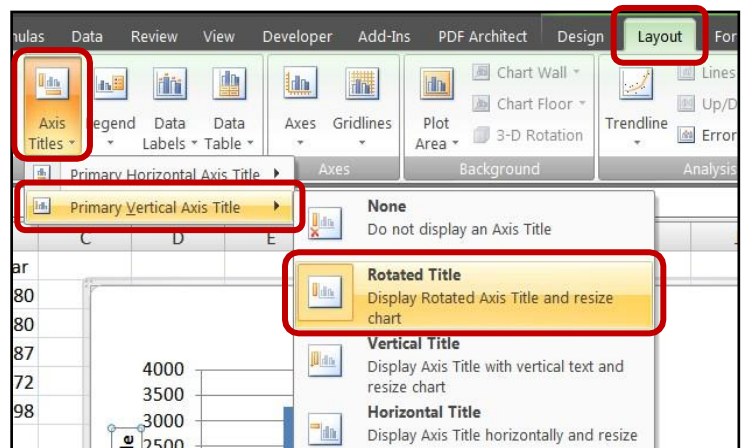 nulas Data Review View Developer Add-Ins PDF Architect Design Layout For
Axis Titles
Legend
Data Labels
Data Table
Axes
Gridlines
Plot Area
Chart Wall
Chart Floor
3-D Rotation
Trendline
Lines
Up/D
Error
Axes Background Analysis
Primary Horizontal Axis Title
Primary Vertical Axis Title
None
Do not display an Axis Title
Rotated Title
Display Rotated Axis Title and resize
chart
Vertical Title
Display Axis Title with vertical text and
resize chart
Horizontal Title
Display Axis Title horizontally and resize
C D E
ar
80
80
87
72
98
4000
3500
3000
2500